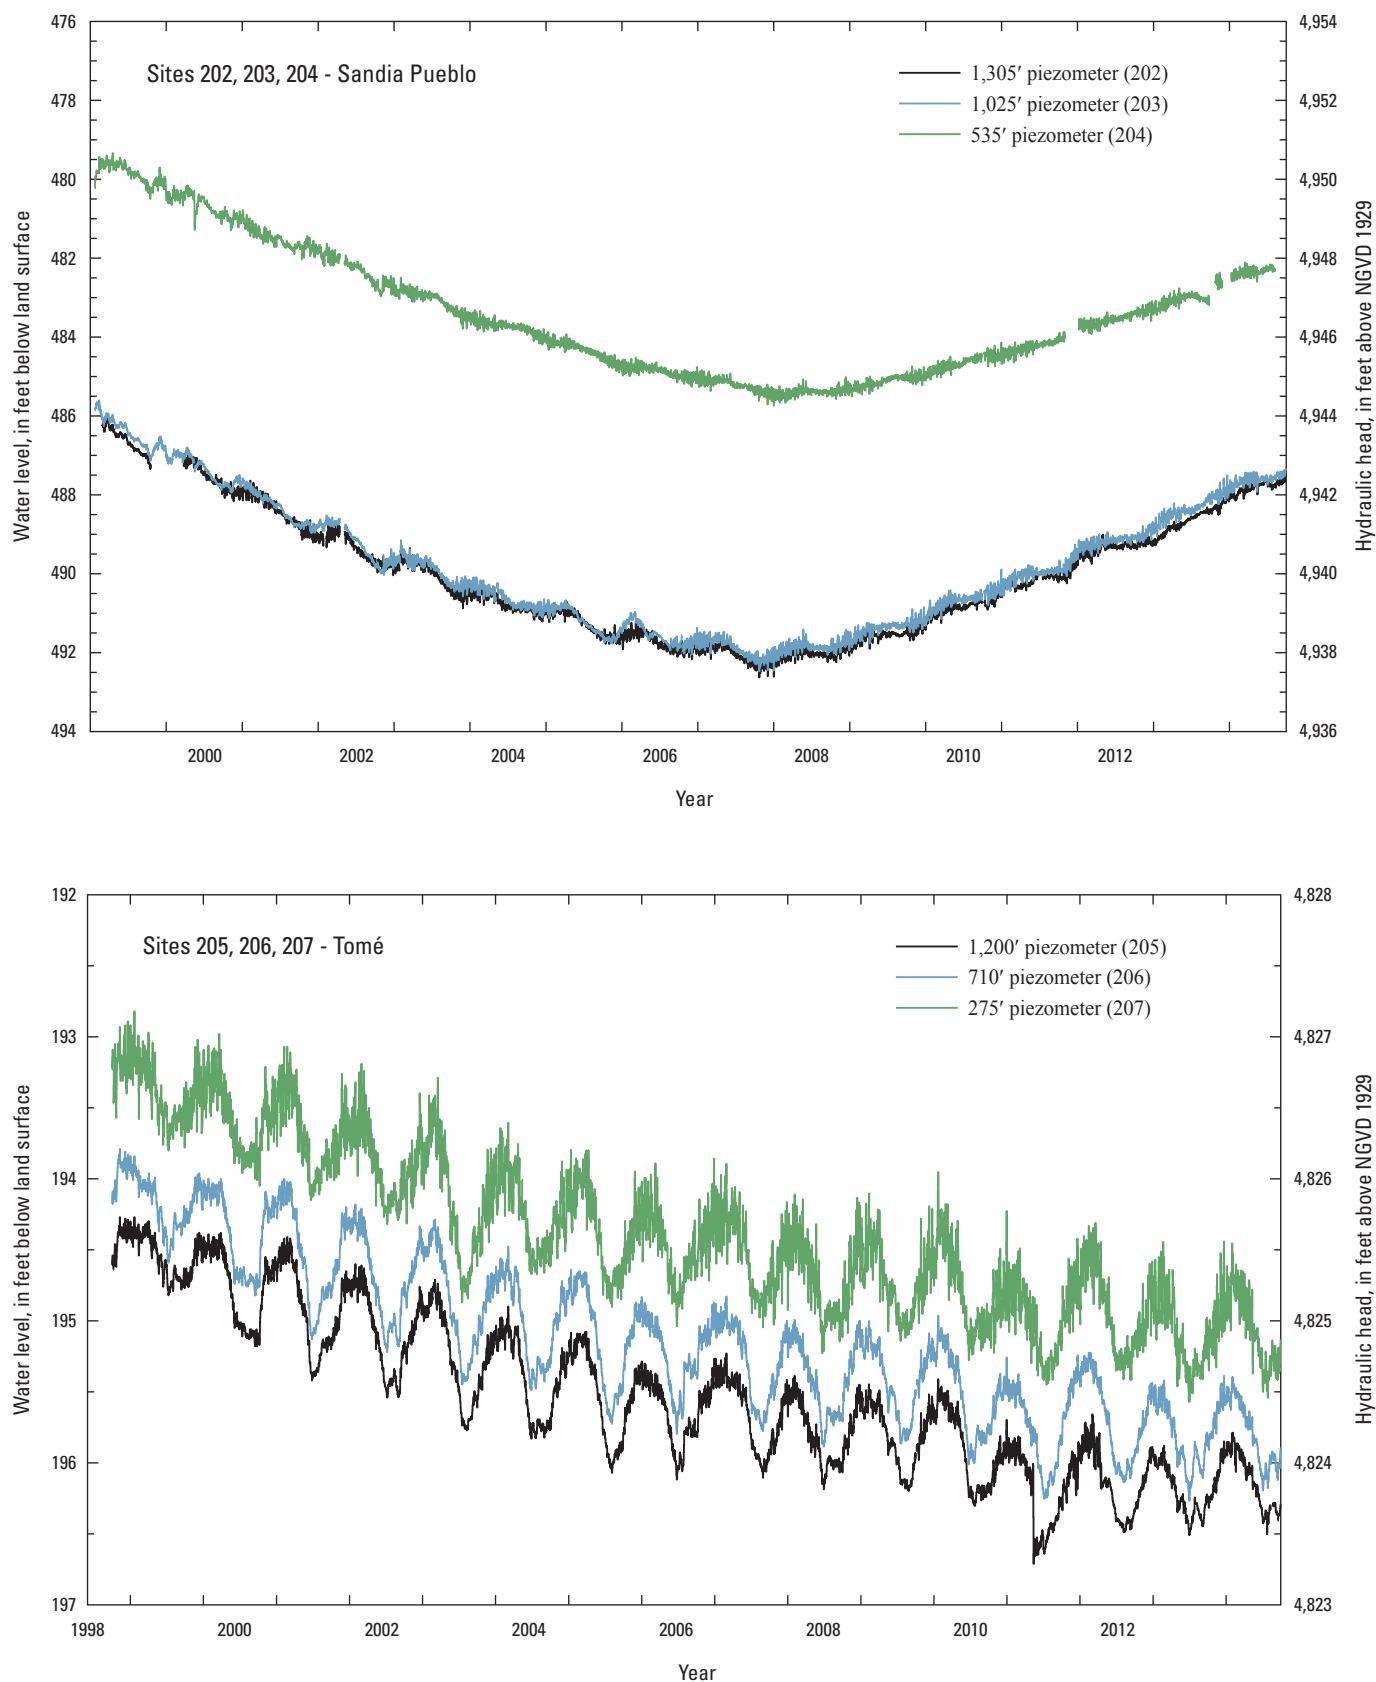 Sites 202, 203, 204 - Sandia Pueblo
1,305′ piezometer (202)
1,025′ piezometer (203)
535′ piezometer (204)
Water level, in feet below land surface
476
478
480
482
484
486
488
490
492
494
Hydraulic head, in feet above NGVD 1929
4,954
4,952
4,950
4,948
4,946
4,944
4,942
4,940
4,938
4,936
2000 2002 2004 2006 2008 2010 2012
Year
Sites 205, 206, 207 - Tomé
1,200′ piezometer (205)
710′ piezometer (206)
275′ piezometer (207)
Water level, in feet below land surface
192
193
194
195
196
197
Hydraulic head, in feet above NGVD 1929
4,828
4,827
4,826
4,825
4,824
4,823
1998 2000 2002 2004 2006 2008 2010 2012
Year